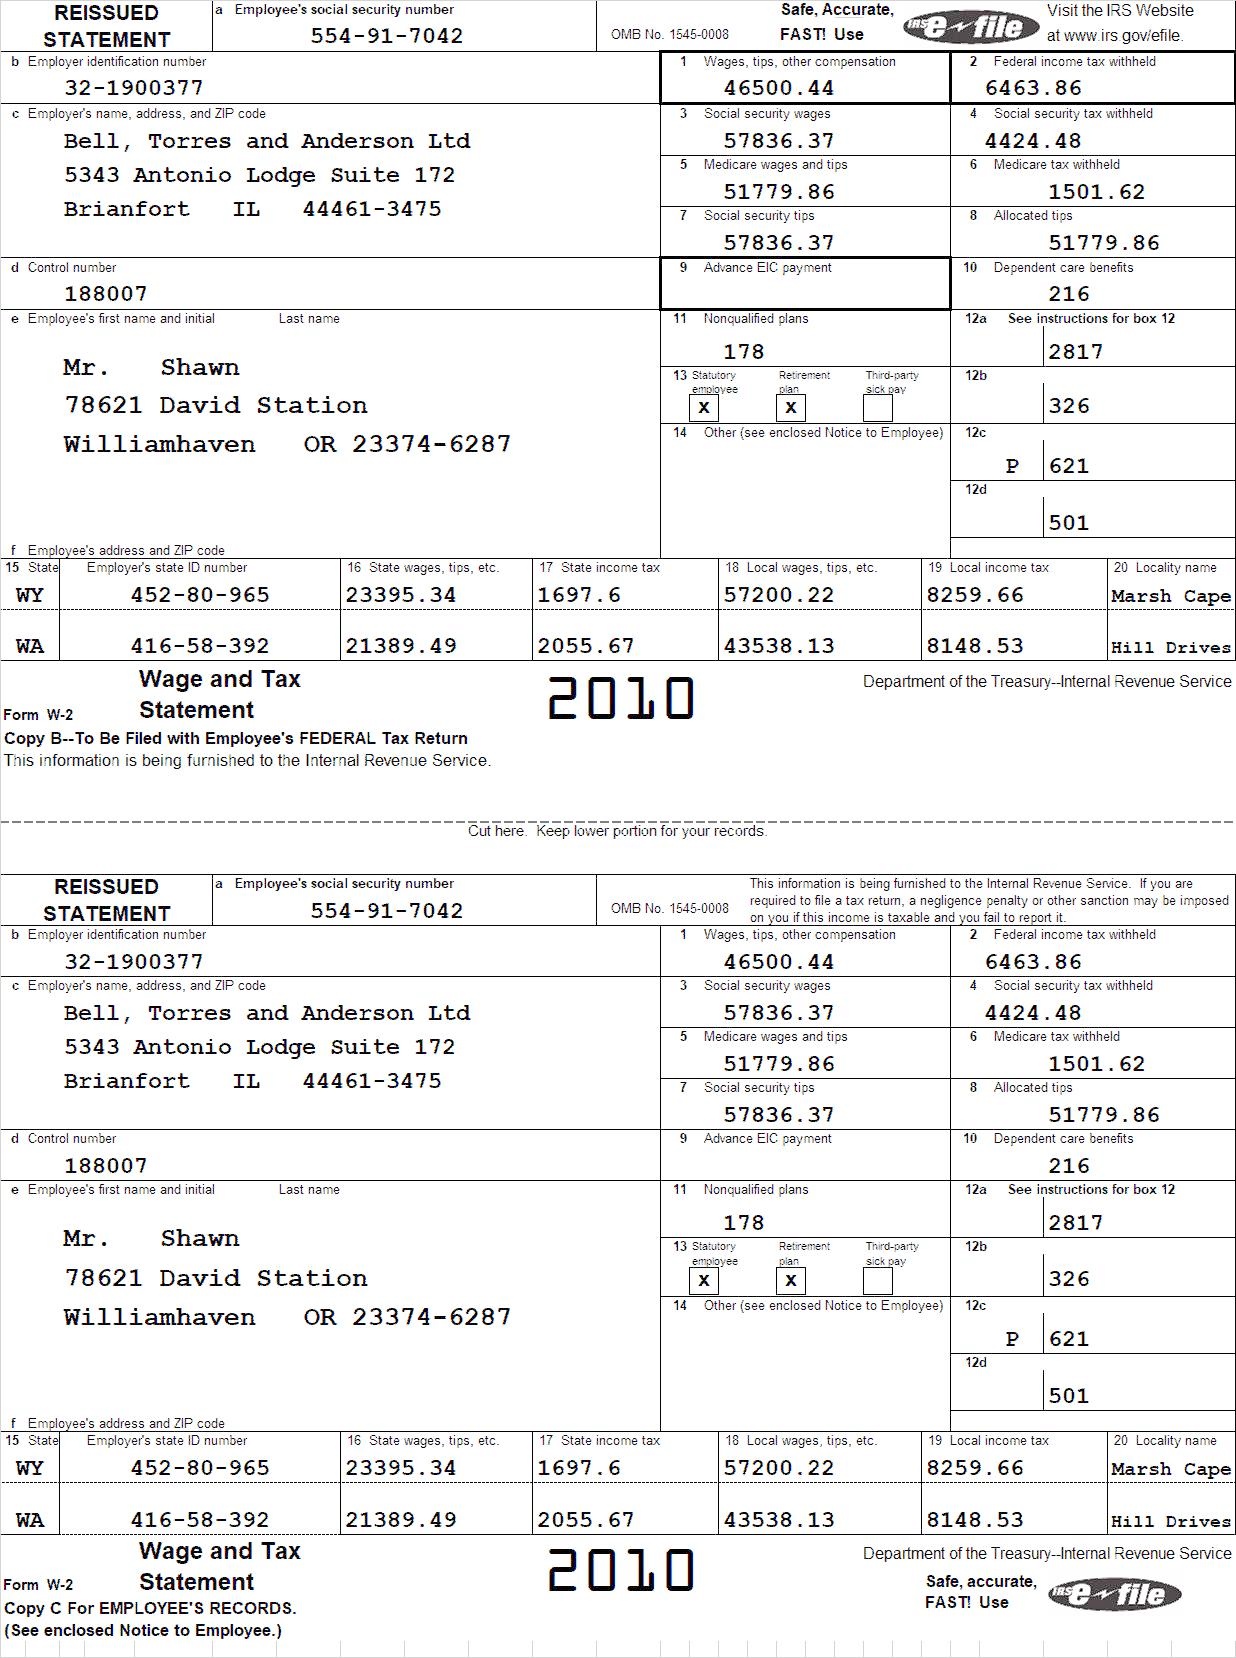 REISSUED STATEMENT
a Employee's social security number
554-91-7042
OMB No. 1545-0008
Safe, Accurate, FAST! Use
IRS e-file
Visit the IRS Website at www.irs.gov/efile.
b Employer identification number
32-1900377
1 Wages, tips, other compensation
46500.44
2 Federal income tax withheld
6463.86
c Employer's name, address, and ZIP code
Bell, Torres and Anderson Ltd
5343 Antonio Lodge Suite 172
Brianfort IL 44461-3475
3 Social security wages
57836.37
4 Social security tax withheld
4424.48
5 Medicare wages and tips
51779.86
6 Medicare tax withheld
1501.62
7 Social security tips
57836.37
8 Allocated tips
51779.86
d Control number
188007
9 Advance EIC payment
10 Dependent care benefits
216
e Employee's first name and initial Last name
Mr. Shawn
78621 David Station
Williamhaven OR 23374-6287
11 Nonqualified plans
178
12a See instructions for box 12
2817
13 Statutory employee Retirement plan Third-party sick pay
X X
12b
326
14 Other (see enclosed Notice to Employee)
12c
P 621
12d
501
f Employee's address and ZIP code
15 State Employer's state ID number 16 State wages, tips, etc. 17 State income tax 18 Local wages, tips, etc. 19 Local income tax 20 Locality name
WY 452-80-965 23395.34 1697.6 57200.22 8259.66 Marsh Cape
WA 416-58-392 21389.49 2055.67 43538.13 8148.53 Hill Drives
Form W-2 Wage and Tax Statement
2010
Department of the Treasury--Internal Revenue Service
Copy B--To Be Filed with Employee's FEDERAL Tax Return
This information is being furnished to the Internal Revenue Service.
Cut here. Keep lower portion for your records.
REISSUED STATEMENT
a Employee's social security number
554-91-7042
OMB No. 1545-0008
This information is being furnished to the Internal Revenue Service. If you are
required to file a tax return, a negligence penalty or other sanction may be imposed
on you if this income is taxable and you fail to report it.
b Employer identification number
32-1900377
1 Wages, tips, other compensation
46500.44
2 Federal income tax withheld
6463.86
c Employer's name, address, and ZIP code
Bell, Torres and Anderson Ltd
5343 Antonio Lodge Suite 172
Brianfort IL 44461-3475
3 Social security wages
57836.37
4 Social security tax withheld
4424.48
5 Medicare wages and tips
51779.86
6 Medicare tax withheld
1501.62
7 Social security tips
57836.37
8 Allocated tips
51779.86
d Control number
188007
9 Advance EIC payment
10 Dependent care benefits
216
e Employee's first name and initial Last name
Mr. Shawn
78621 David Station
Williamhaven OR 23374-6287
11 Nonqualified plans
178
12a See instructions for box 12
2817
13 Statutory employee Retirement plan Third-party sick pay
X X
12b
326
14 Other (see enclosed Notice to Employee)
12c
P 621
12d
501
f Employee's address and ZIP code
15 State Employer's state ID number 16 State wages, tips, etc. 17 State income tax 18 Local wages, tips, etc. 19 Local income tax 20 Locality name
WY 452-80-965 23395.34 1697.6 57200.22 8259.66 Marsh Cape
WA 416-58-392 21389.49 2055.67 43538.13 8148.53 Hill Drives
Form W-2 Wage and Tax Statement
2010
Department of the Treasury--Internal Revenue Service
Safe, accurate, FAST! Use
IRS e-file
Copy C For EMPLOYEE'S RECORDS.
(See enclosed Notice to Employee.)